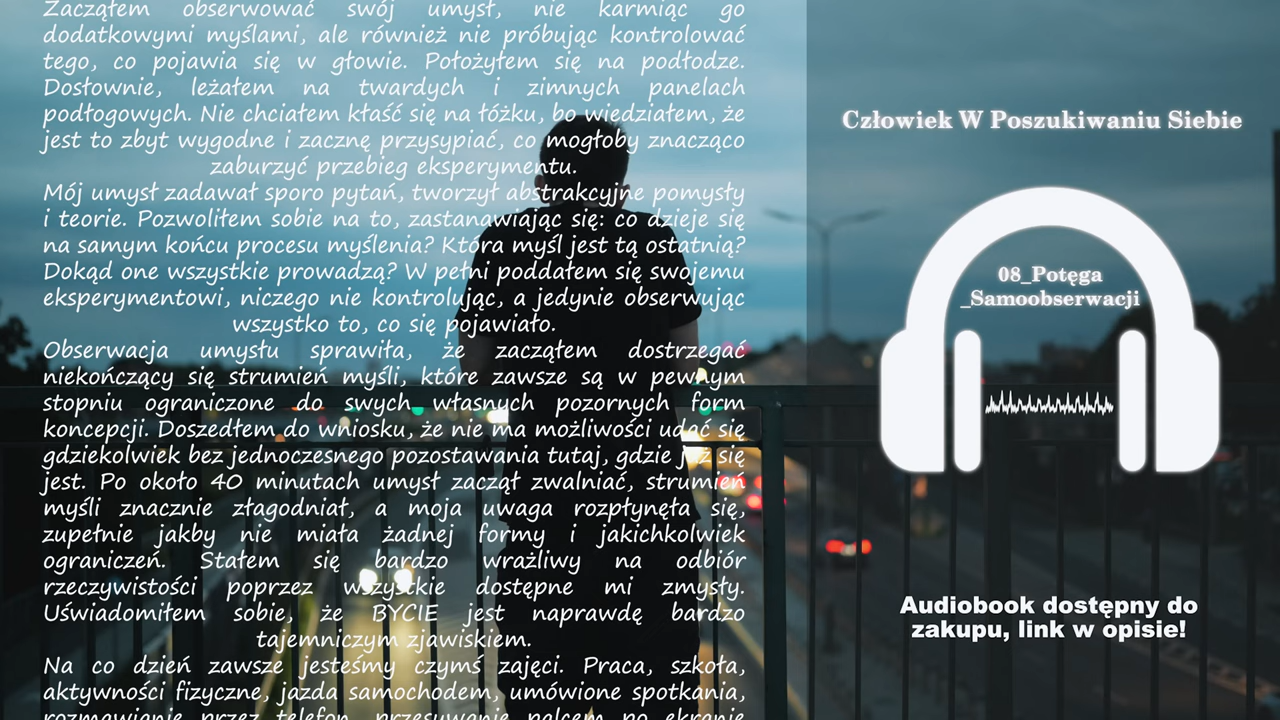 Zacząłem obserwować swój umysł, nie karmiąc go
dodatkowymi myślami, ale również nie próbując kontrolować
tego, co pojawia się w głowie. Położyłem się na podłodze.
Dosłownie, leżałem na twardych i zimnych panelach
podłogowych. Nie chciałem kłaść się na łóżku, bo wiedziałem, że
jest to zbyt wygodne i zacznę przysypiać, co mogłoby znacząco
zaburzyć przebieg eksperymentu.
Mój umysł zadawał sporo pytań, tworzył abstrakcyjne pomysły
i teorie. Pozwoliłem sobie na to, zastanawiając się: co dzieje się
na samym końcu procesu myślenia? Która myśl jest tą ostatnią?
Dokąd one wszystkie prowadzą? W pełni poddałem się swojemu
eksperymentowi, niczego nie kontrolując, a jedynie obserwując
wszystko to, co się pojawiało.
Obserwacja umysłu sprawiła, że zacząłem dostrzegać
niekończący się strumień myśli, które zawsze są w pewnym
stopniu ograniczone do swych własnych pozornych form
koncepcji. Doszedłem do wniosku, że nie ma możliwości udać się
gdziekolwiek bez jednoczesnego pozostawania tutaj, gdzie już się
jest. Po około 40 minutach umysł zaczął zwalniać, strumień
myśli znacznie złagodniał, a moja uwaga rozpłynęła się,
zupełnie jakby nie miała żadnej formy i jakichkolwiek
ograniczeń. Stałem się bardzo wrażliwy na odbiór
rzeczywistości poprzez wszystkie dostępne mi zmysły.
Uświadomiłem sobie, że BYCIE jest naprawdę bardzo
tajemniczym zjawiskiem.
Na co dzień zawsze jesteśmy czymś zajęci. Praca, szkoła,
aktywności fizyczne, jazda samochodem, umówione spotkania,
rozmawianie przez telefon, przesuwanie palcem po ekranie
Człowiek W Poszukiwaniu Siebie
08_Potęga
_Samoobserwacji
Audiobook dostępny do
zakupu, link w opisie!